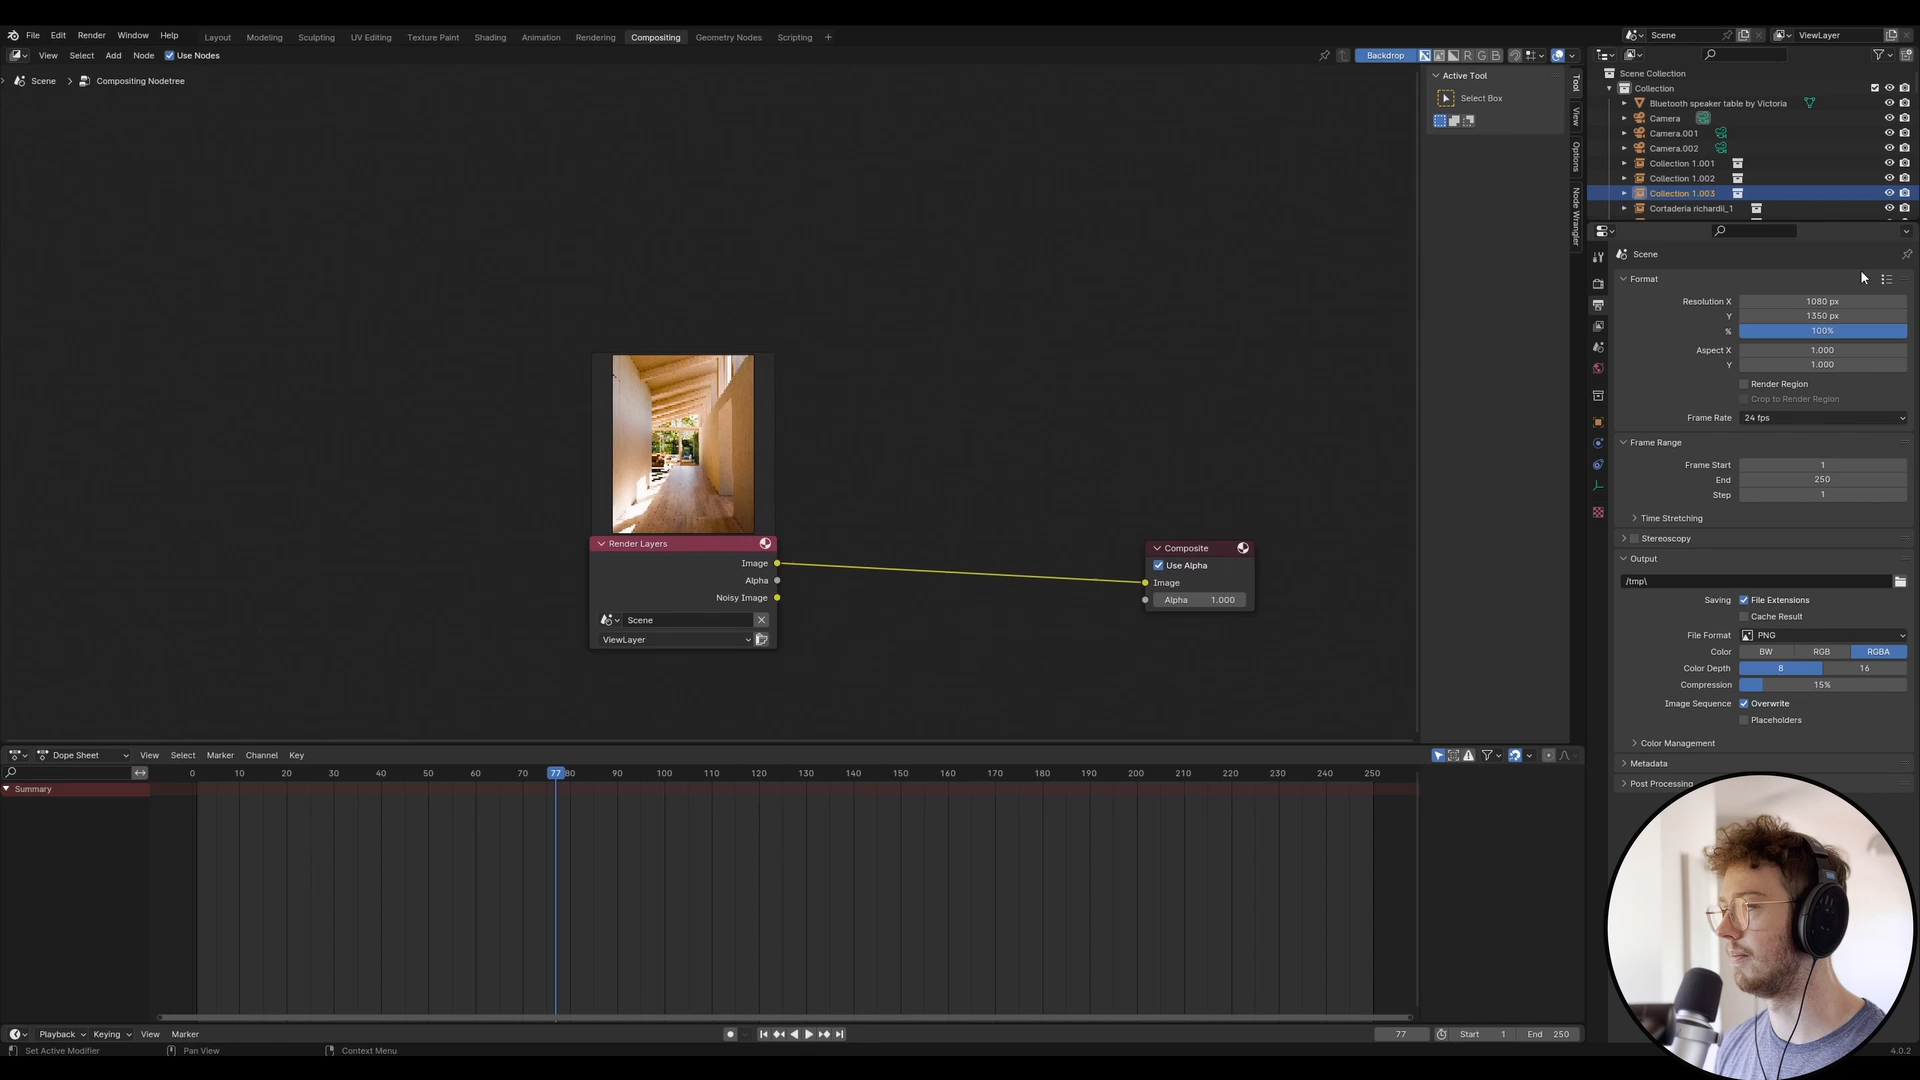 File Edit Render Window Help Layout Modeling Sculpting UV Editing Texture Paint Shading Animation Rendering Compositing Geometry Nodes Scripting + Scene ViewLayer
View Select Add Node Use Nodes Backdrop R G B
Scene > Compositing Nodetree
Active Tool
Select Box
Tool
View
Options
Node Wrangler
Scene Collection
Collection
Bluetooth speaker table by Victoria
Camera
Camera.001
Camera.002
Collection 1.001
Collection 1.002
Collection 1.003
Cortaderia richardii_1
Scene
Format
Resolution X 1080 px
Y 1350 px
% 100%
Aspect X 1.000
Y 1.000
Render Region
Crop to Render Region
Frame Rate 24 fps
Frame Range
Frame Start 1
End 250
Step 1
Time Stretching
Stereoscopy
Output
/tmp\
Saving File Extensions
Cache Result
File Format PNG
Color BW RGB RGBA
Color Depth 8 16
Compression 15%
Image Sequence Overwrite
Placeholders
Color Management
Metadata
Post Processing
Render Layers
Image
Alpha
Noisy Image
Scene
ViewLayer
Composite
Use Alpha
Image
Alpha 1.000
Dope Sheet View Select Marker Channel Key
0 10 20 30 40 50 60 70 77 80 90 100 110 120 130 140 150 160 170 180 190 200 210 220 230 240 250
Summary
Playback Keying View Marker 77 Start 1 End 250
Set Active Modifier Pan View Context Menu 4.0.2